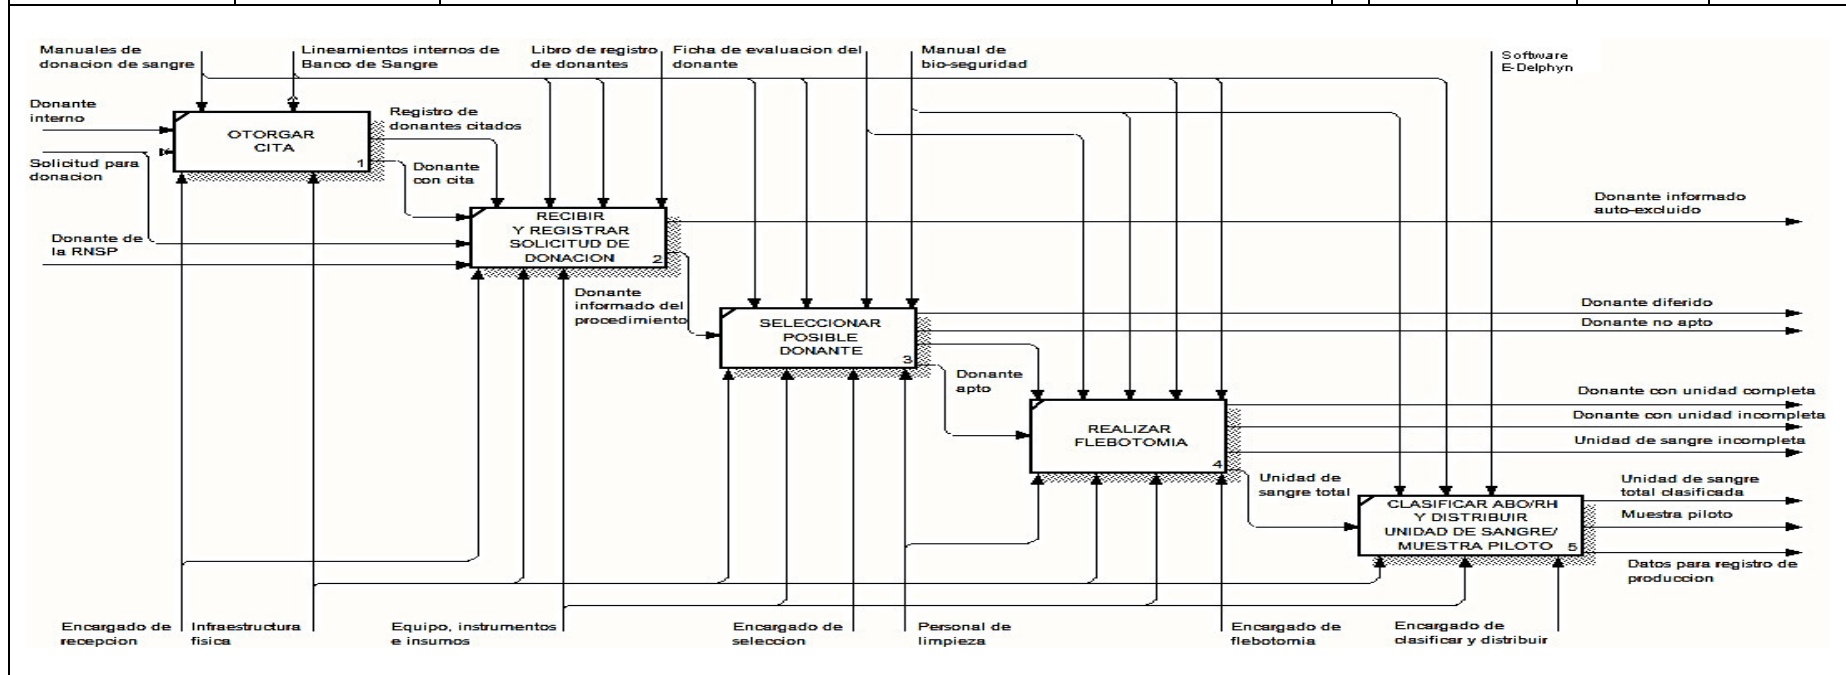 Manuales de
donacion de sangre
Lineamientos internos de
Banco de Sangre
Libro de registro
de donantes
Ficha de evaluacion del
donante
Manual de
bio-seguridad
Software
E-Delphyn
Donante
interno
Solicitud para
donacion
OTORGAR
CITA
1
Registro de
donantes citados
Donante
con cita
Donante de
la RNSP
RECIBIR
Y REGISTRAR
SOLICITUD DE
DONACION
2
Donante informado
auto-excluido
Donante
informado del
procedimiento
SELECCIONAR
POSIBLE
DONANTE
3
Donante diferido
Donante no apto
Donante
apto
REALIZAR
FLEBOTOMIA
4
Donante con unidad completa
Donante con unidad incompleta
Unidad de sangre incompleta
Unidad de
sangre total
CLASIFICAR ABO/RH
Y DISTRIBUIR
UNIDAD DE SANGRE/
MUESTRA PILOTO
5
Unidad de sangre
total clasificada
Muestra piloto
Datos para registro de
produccion
Encargado de
recepcion
Infraestructura
fisica
Equipo, instrumentos
e insumos
Encargado de
seleccion
Personal de
limpieza
Encargado de
flebotomia
Encargado de
clasificar y distribuir